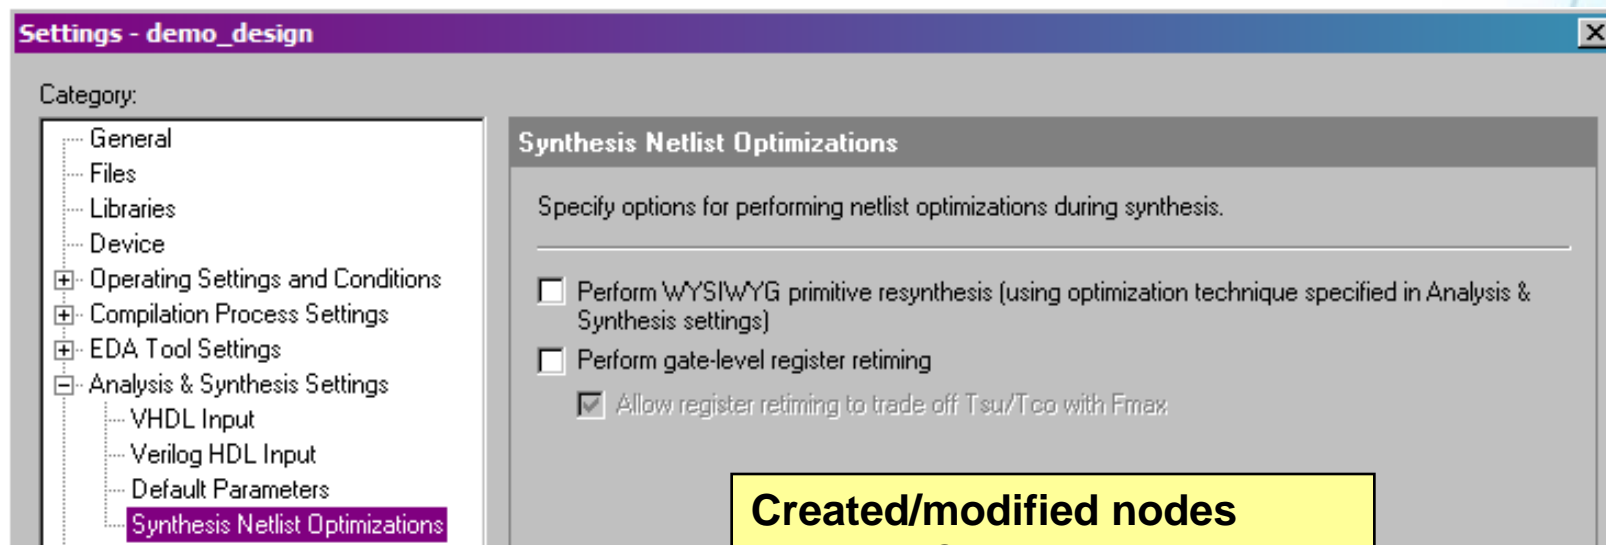 Settings - demo_design
Category:
General
Files
Libraries
Device
Operating Settings and Conditions
Compilation Process Settings
EDA Tool Settings
Analysis & Synthesis Settings
VHDL Input
Verilog HDL Input
Default Parameters
Synthesis Netlist Optimizations
Synthesis Netlist Optimizations
Specify options for performing netlist optimizations during synthesis.
Perform WYSIWYG primitive resynthesis (using optimization technique specified in Analysis &
Synthesis settings)
Perform gate-level register retiming
Allow register retiming to trade off Tsu/Tco with Fmax
Created/modified nodes